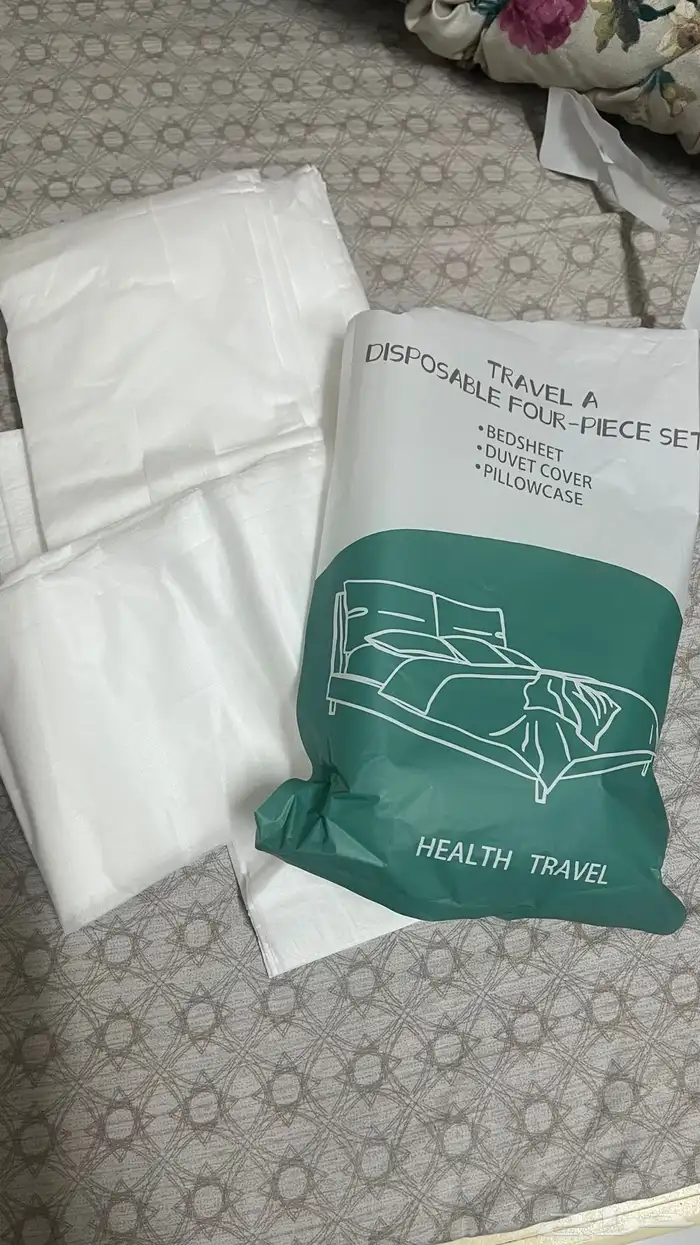 TRAVEL A
DISPOSABLE FOUR-PIECE SET
•BEDSHEET
•DUVET COVER
•PILLOWCASE
HEALTH TRAVEL